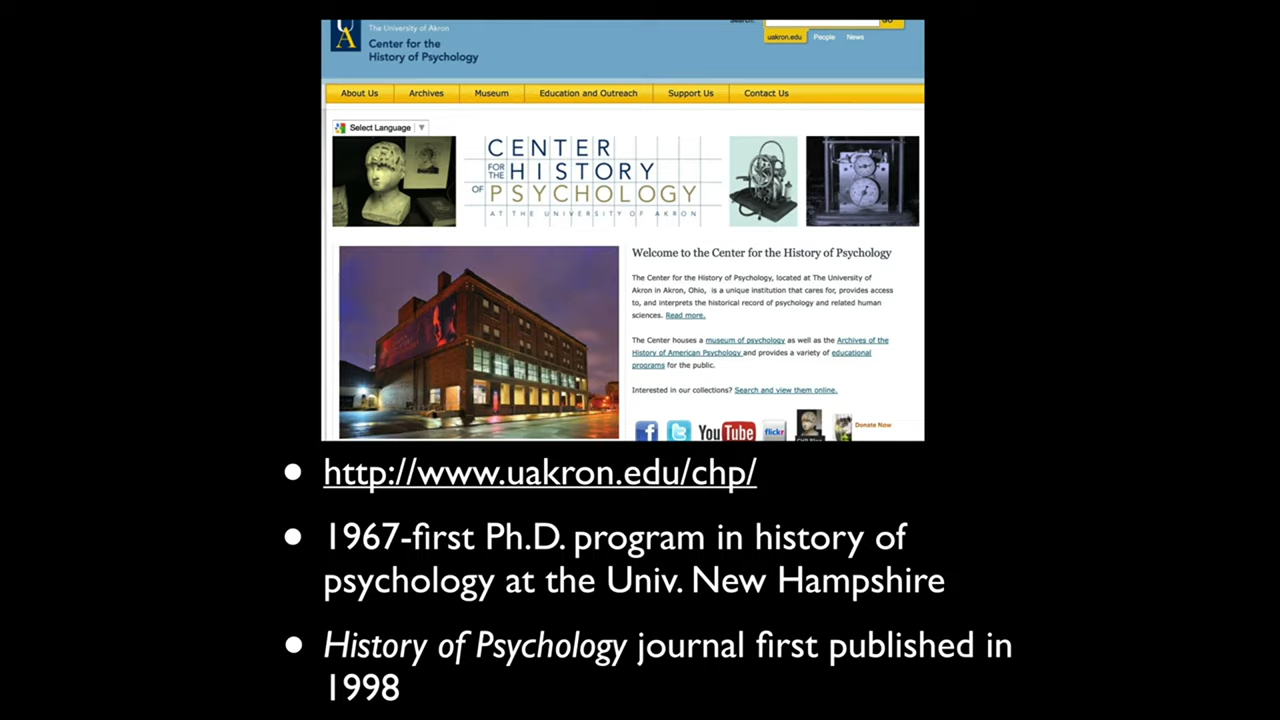 The University of Akron
Center for the
History of Psychology
Search:
GO
uakron.edu People News
About Us Archives Museum Education and Outreach Support Us Contact Us
Select Language
CENTER
FOR THE HISTORY
OF PSYCHOLOGY
AT THE UNIVERSITY OF AKRON
Welcome to the Center for the History of Psychology
The Center for the History of Psychology, located at The University of
Akron in Akron, Ohio, is a unique institution that cares for, provides access
to, and interprets the historical record of psychology and related human
sciences. Read more.
The Center houses a museum of psychology as well as the Archives of the
History of American Psychology and provides a variety of educational
programs for the public.
Interested in our collections? Search and view them online.
f YouTube flickr Donate Now
• http://www.uakron.edu/chp/
• 1967-first Ph.D. program in history of
psychology at the Univ. New Hampshire
• History of Psychology journal first published in
1998